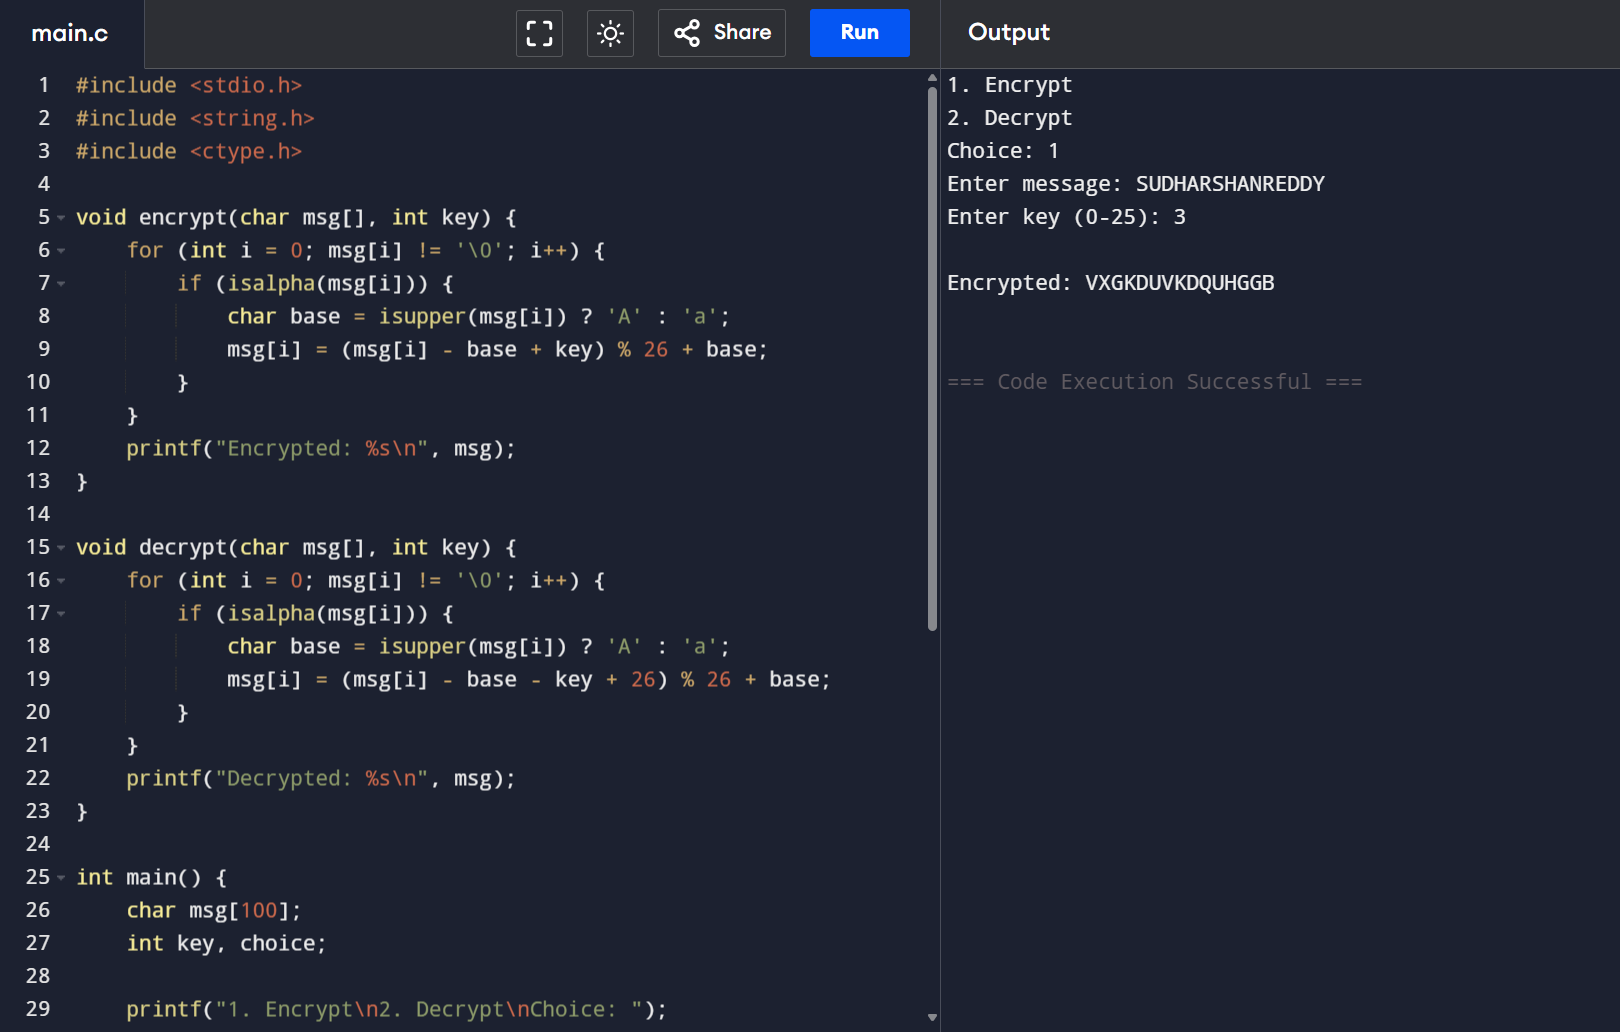 main.c
Share
Run
Output
1 #include <stdio.h>
2 #include <string.h>
3 #include <ctype.h>
4
5 void encrypt(char msg[], int key) {
6     for (int i = 0; msg[i] != '\0'; i++) {
7         if (isalpha(msg[i])) {
8             char base = isupper(msg[i]) ? 'A' : 'a';
9             msg[i] = (msg[i] - base + key) % 26 + base;
10         }
11     }
12     printf("Encrypted: %s\n", msg);
13 }
14
15 void decrypt(char msg[], int key) {
16     for (int i = 0; msg[i] != '\0'; i++) {
17         if (isalpha(msg[i])) {
18             char base = isupper(msg[i]) ? 'A' : 'a';
19             msg[i] = (msg[i] - base - key + 26) % 26 + base;
20         }
21     }
22     printf("Decrypted: %s\n", msg);
23 }
24
25 int main() {
26     char msg[100];
27     int key, choice;
28
29     printf("1. Encrypt\n2. Decrypt\nChoice: ");
1. Encrypt
2. Decrypt
Choice: 1
Enter message: SUDHARSHANREDDY
Enter key (0-25): 3
Encrypted: VXGKDUVKDQUHGGB
=== Code Execution Successful ===